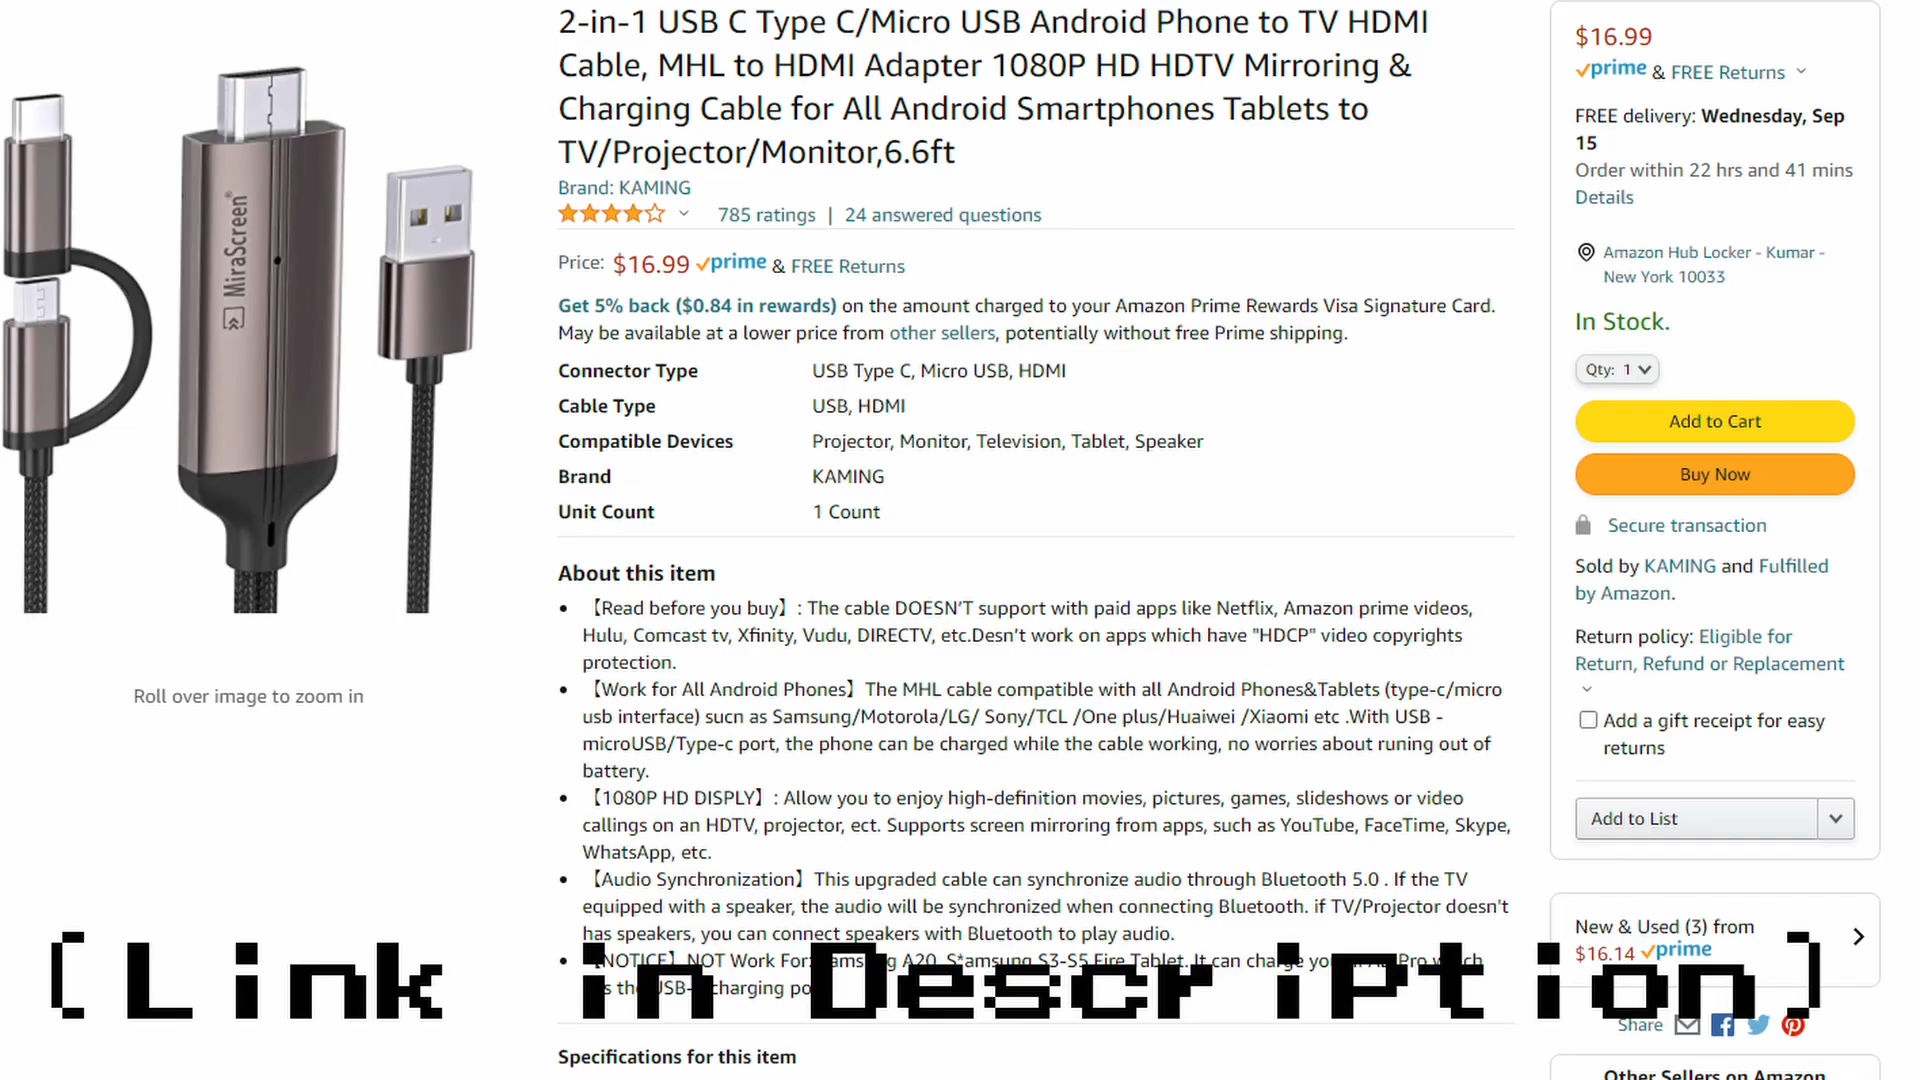 2-in-1 USB C Type C/Micro USB Android Phone to TV HDMI
Cable, MHL to HDMI Adapter 1080P HD HDTV Mirroring &
Charging Cable for All Android Smartphones Tablets to
TV/Projector/Monitor,6.6ft
Brand: KAMING
785 ratings | 24 answered questions
Price: $16.99 prime & FREE Returns
Get 5% back ($0.84 in rewards) on the amount charged to your Amazon Prime Rewards Visa Signature Card.
May be available at a lower price from other sellers, potentially without free Prime shipping.
Connector Type USB Type C, Micro USB, HDMI
Cable Type USB, HDMI
Compatible Devices Projector, Monitor, Television, Tablet, Speaker
Brand KAMING
Unit Count 1 Count
About this item
• 【Read before you buy】: The cable DOESN’T support with paid apps like Netflix, Amazon prime videos,
Hulu, Comcast tv, Xfinity, Vudu, DIRECTV, etc.Desn't work on apps which have "HDCP" video copyrights
protection.
• 【Work for All Android Phones】The MHL cable compatible with all Android Phones&Tablets (type-c/micro
usb interface) sucn as Samsung/Motorola/LG/ Sony/TCL /One plus/Huaiwei /Xiaomi etc .With USB -
microUSB/Type-c port, the phone can be charged while the cable working, no worries about runing out of
battery.
• 【1080P HD DISPLY】: Allow you to enjoy high-definition movies, pictures, games, slideshows or video
callings on an HDTV, projector, ect. Supports screen mirroring from apps, such as YouTube, FaceTime, Skype,
WhatsApp, etc.
• 【Audio Synchronization】This upgraded cable can synchronize audio through Bluetooth 5.0 . If the TV
equipped with a speaker, the audio will be synchronized when connecting Bluetooth. if TV/Projector doesn't
has speakers, you can connect speakers with Bluetooth to play audio.
• 【NOTICE】NOT Work For: A20, S*amsung S3-S5 Fire Tablet. It can
the charging
Specifications for this item
MiraScreen®
Roll over image to zoom in
$16.99
prime & FREE Returns
FREE delivery: Wednesday, Sep
15
Order within 22 hrs and 41 mins
Details
Amazon Hub Locker - Kumar -
New York 10033
In Stock.
Qty: 1
Add to Cart
Buy Now
Secure transaction
Sold by KAMING and Fulfilled
by Amazon.
Return policy: Eligible for
Return, Refund or Replacement
Add a gift receipt for easy
returns
Add to List
New & Used (3) from
$16.14 prime
Share
Other Sellers on Amazon
(Link in Description)